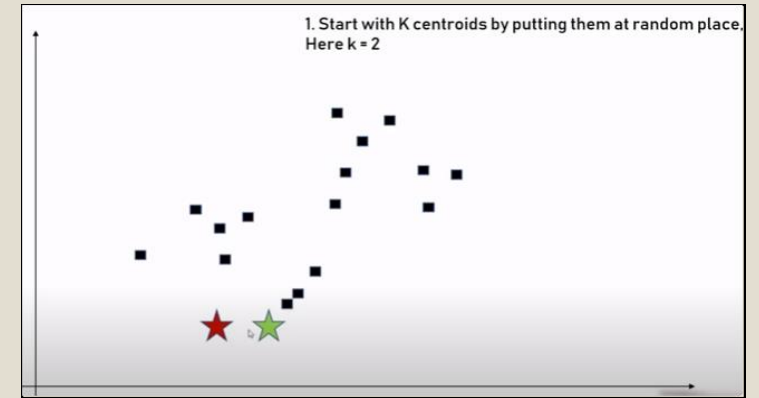 1. Start with K centroids by putting them at random place.
Here k = 2